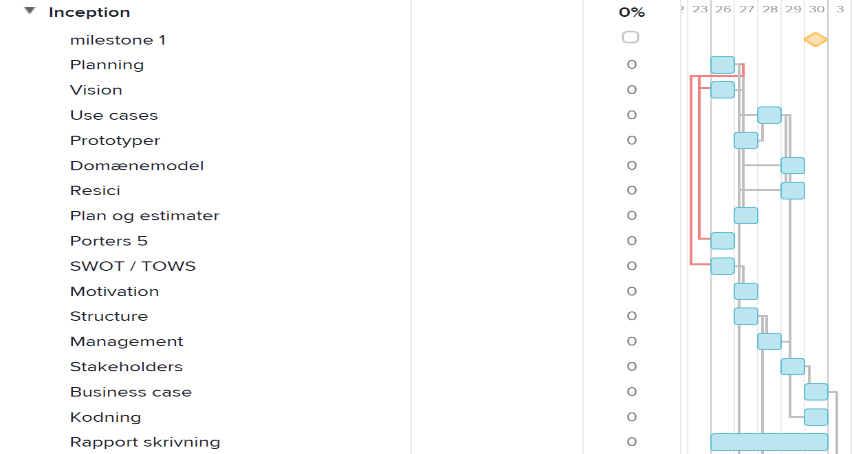 Inception 0% 23 26 27 28 29 30 3
milestone 1
Planning 0
Vision 0
Use cases 0
Prototyper 0
Domænemodel 0
Resici 0
Plan og estimater 0
Porters 5 0
SWOT / TOWS 0
Motivation 0
Structure 0
Management 0
Stakeholders 0
Business case 0
Kodning 0
Rapport skrivning 0